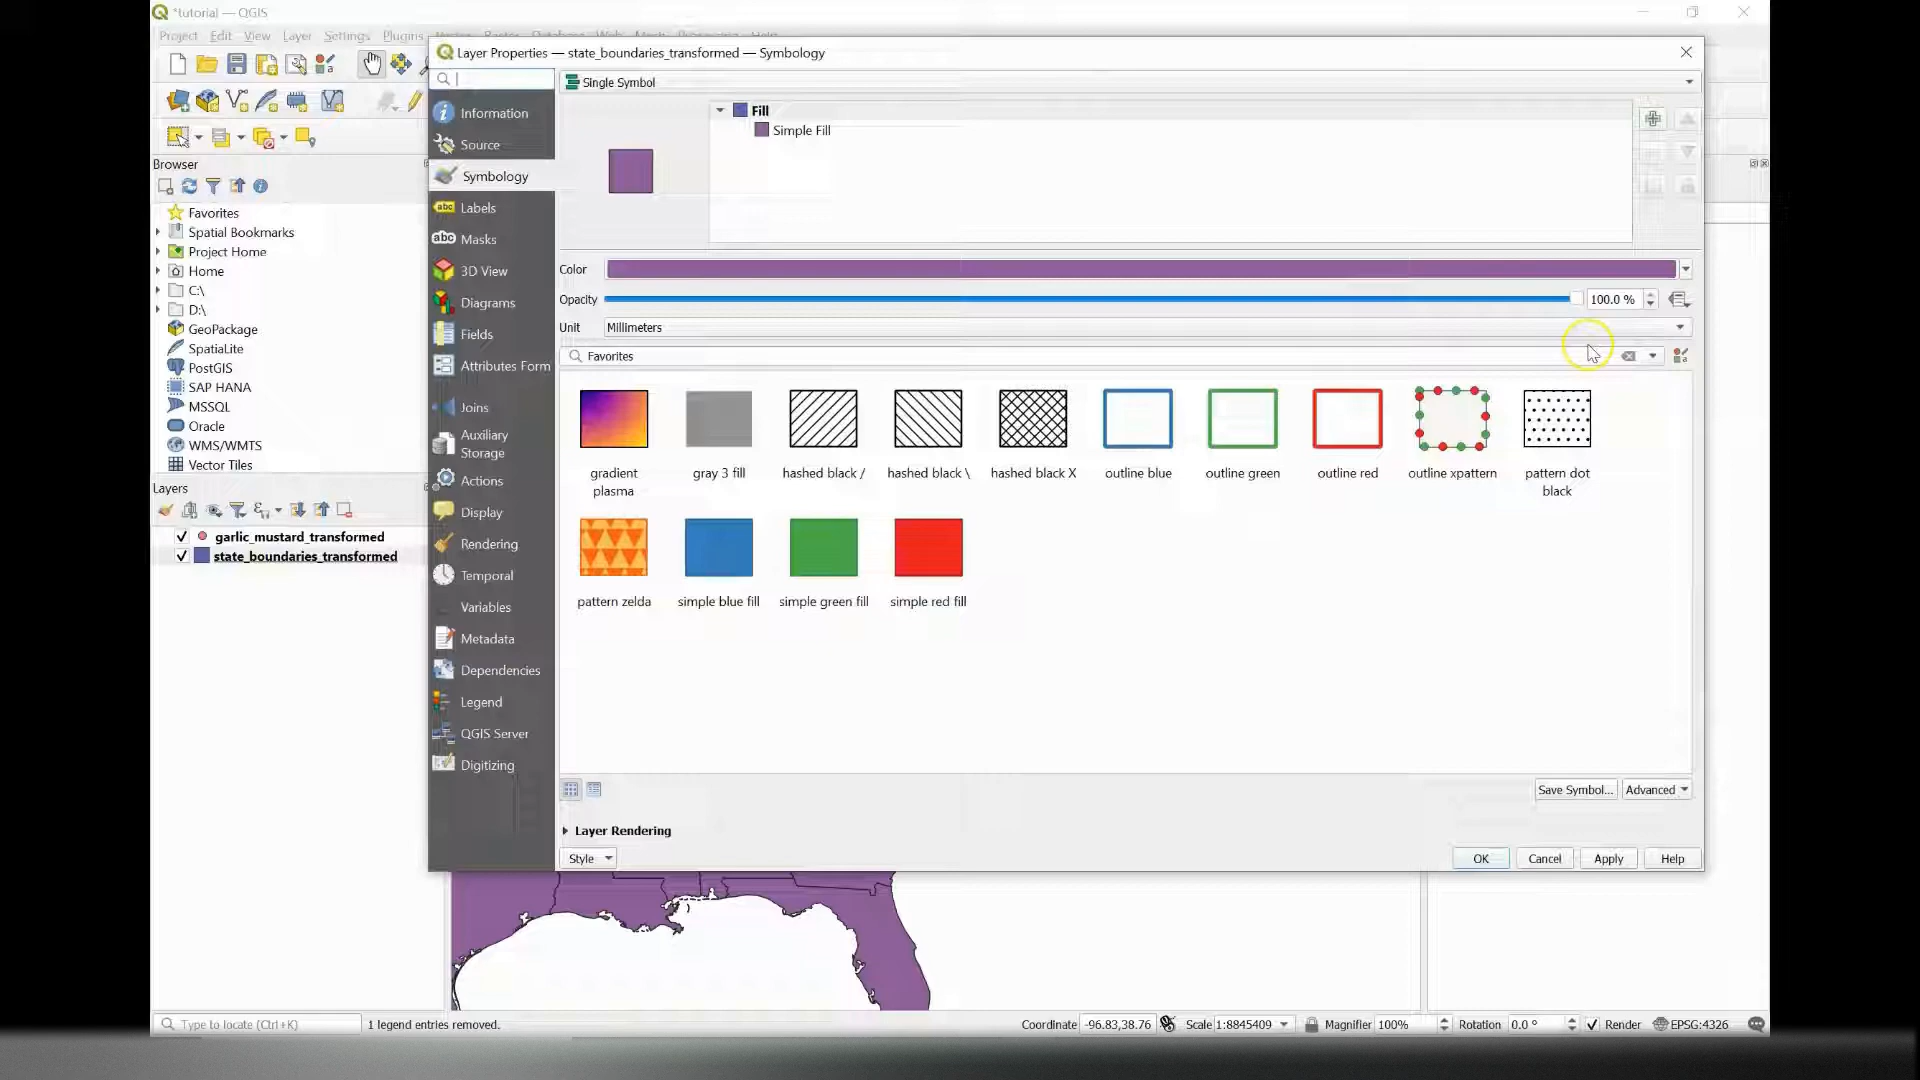 *tutorial — QGIS
Project Edit View Layer Settings Plugins Vector Raster Database Web Mesh Processing Help
Layer Properties — state_boundaries_transformed — Symbology
Information
Source
Symbology
Labels
Masks
3D View
Diagrams
Fields
Attributes Form
Joins
Auxiliary
Storage
Actions
Display
Rendering
Temporal
Variables
Metadata
Dependencies
Legend
QGIS Server
Digitizing
Single Symbol
Fill
Simple Fill
Color
Opacity 100.0 %
Unit Millimeters
Favorites
gradient
plasma
gray 3 fill
hashed black /
hashed black \
hashed black X
outline blue
outline green
outline red
outline xpattern
pattern dot
black
pattern zelda
simple blue fill
simple green fill
simple red fill
Save Symbol... Advanced
Layer Rendering
Style
OK Cancel Apply Help
Browser
Favorites
Spatial Bookmarks
Project Home
Home
C:\
D:\
GeoPackage
SpatiaLite
PostGIS
SAP HANA
MSSQL
Oracle
WMS/WMTS
Vector Tiles
Layers
garlic_mustard_transformed
state_boundaries_transformed
Type to locate (Ctrl+K) 1 legend entries removed. Coordinate -96.83,38.76 Scale 1:8845409 Magnifier 100% Rotation 0.0 ° Render EPSG:4326